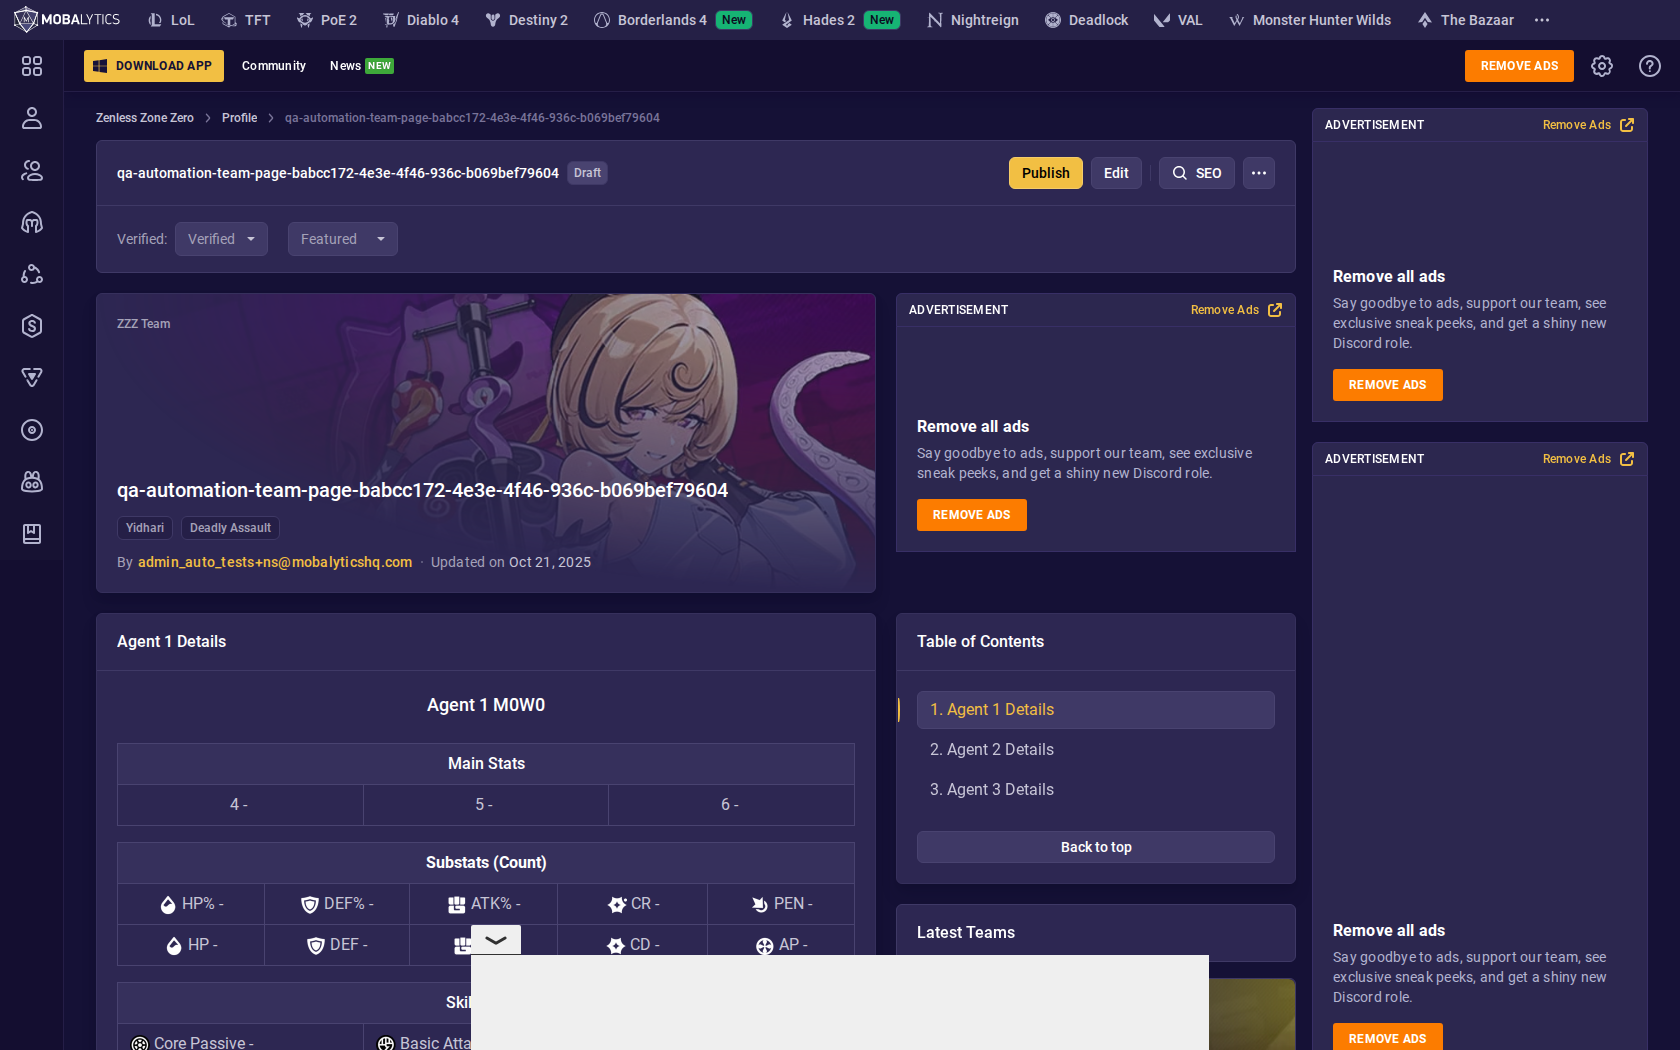 MOBALYTICS
LoL
TFT
PoE 2
Diablo 4
Destiny 2
Borderlands 4 New
Hades 2 New
Nightreign
Deadlock
VAL
Monster Hunter Wilds
The Bazaar
DOWNLOAD APP
Community
News NEW
REMOVE ADS
Zenless Zone Zero > Profile > qa-automation-team-page-babcc172-4e3e-4f46-936c-b069bef79604
qa-automation-team-page-babcc172-4e3e-4f46-936c-b069bef79604 Draft
Publish
Edit
SEO
Verified: Verified
Featured
ZZZ Team
qa-automation-team-page-babcc172-4e3e-4f46-936c-b069bef79604
Yidhari
Deadly Assault
By admin_auto_tests+ns@mobalyticshq.com · Updated on Oct 21, 2025
ADVERTISEMENT Remove Ads
Remove all ads
Say goodbye to ads, support our team, see exclusive
sneak peeks, and get a shiny new Discord role.
REMOVE ADS
Agent 1 Details
Agent 1 M0W0
Main Stats
4 - 5 - 6 -
Substats (Count)
HP% - DEF% - ATK% - CR - PEN -
HP - DEF - CD - AP -
Skil
Core Passive - Basic Atta
Table of Contents
1. Agent 1 Details
2. Agent 2 Details
3. Agent 3 Details
Back to top
Latest Teams
ADVERTISEMENT Remove Ads
Remove all ads
Say goodbye to ads, support our team, see
exclusive sneak peeks, and get a shiny new
Discord role.
REMOVE ADS
ADVERTISEMENT Remove Ads
Remove all ads
Say goodbye to ads, support our team, see
exclusive sneak peeks, and get a shiny new
Discord role.
REMOVE ADS